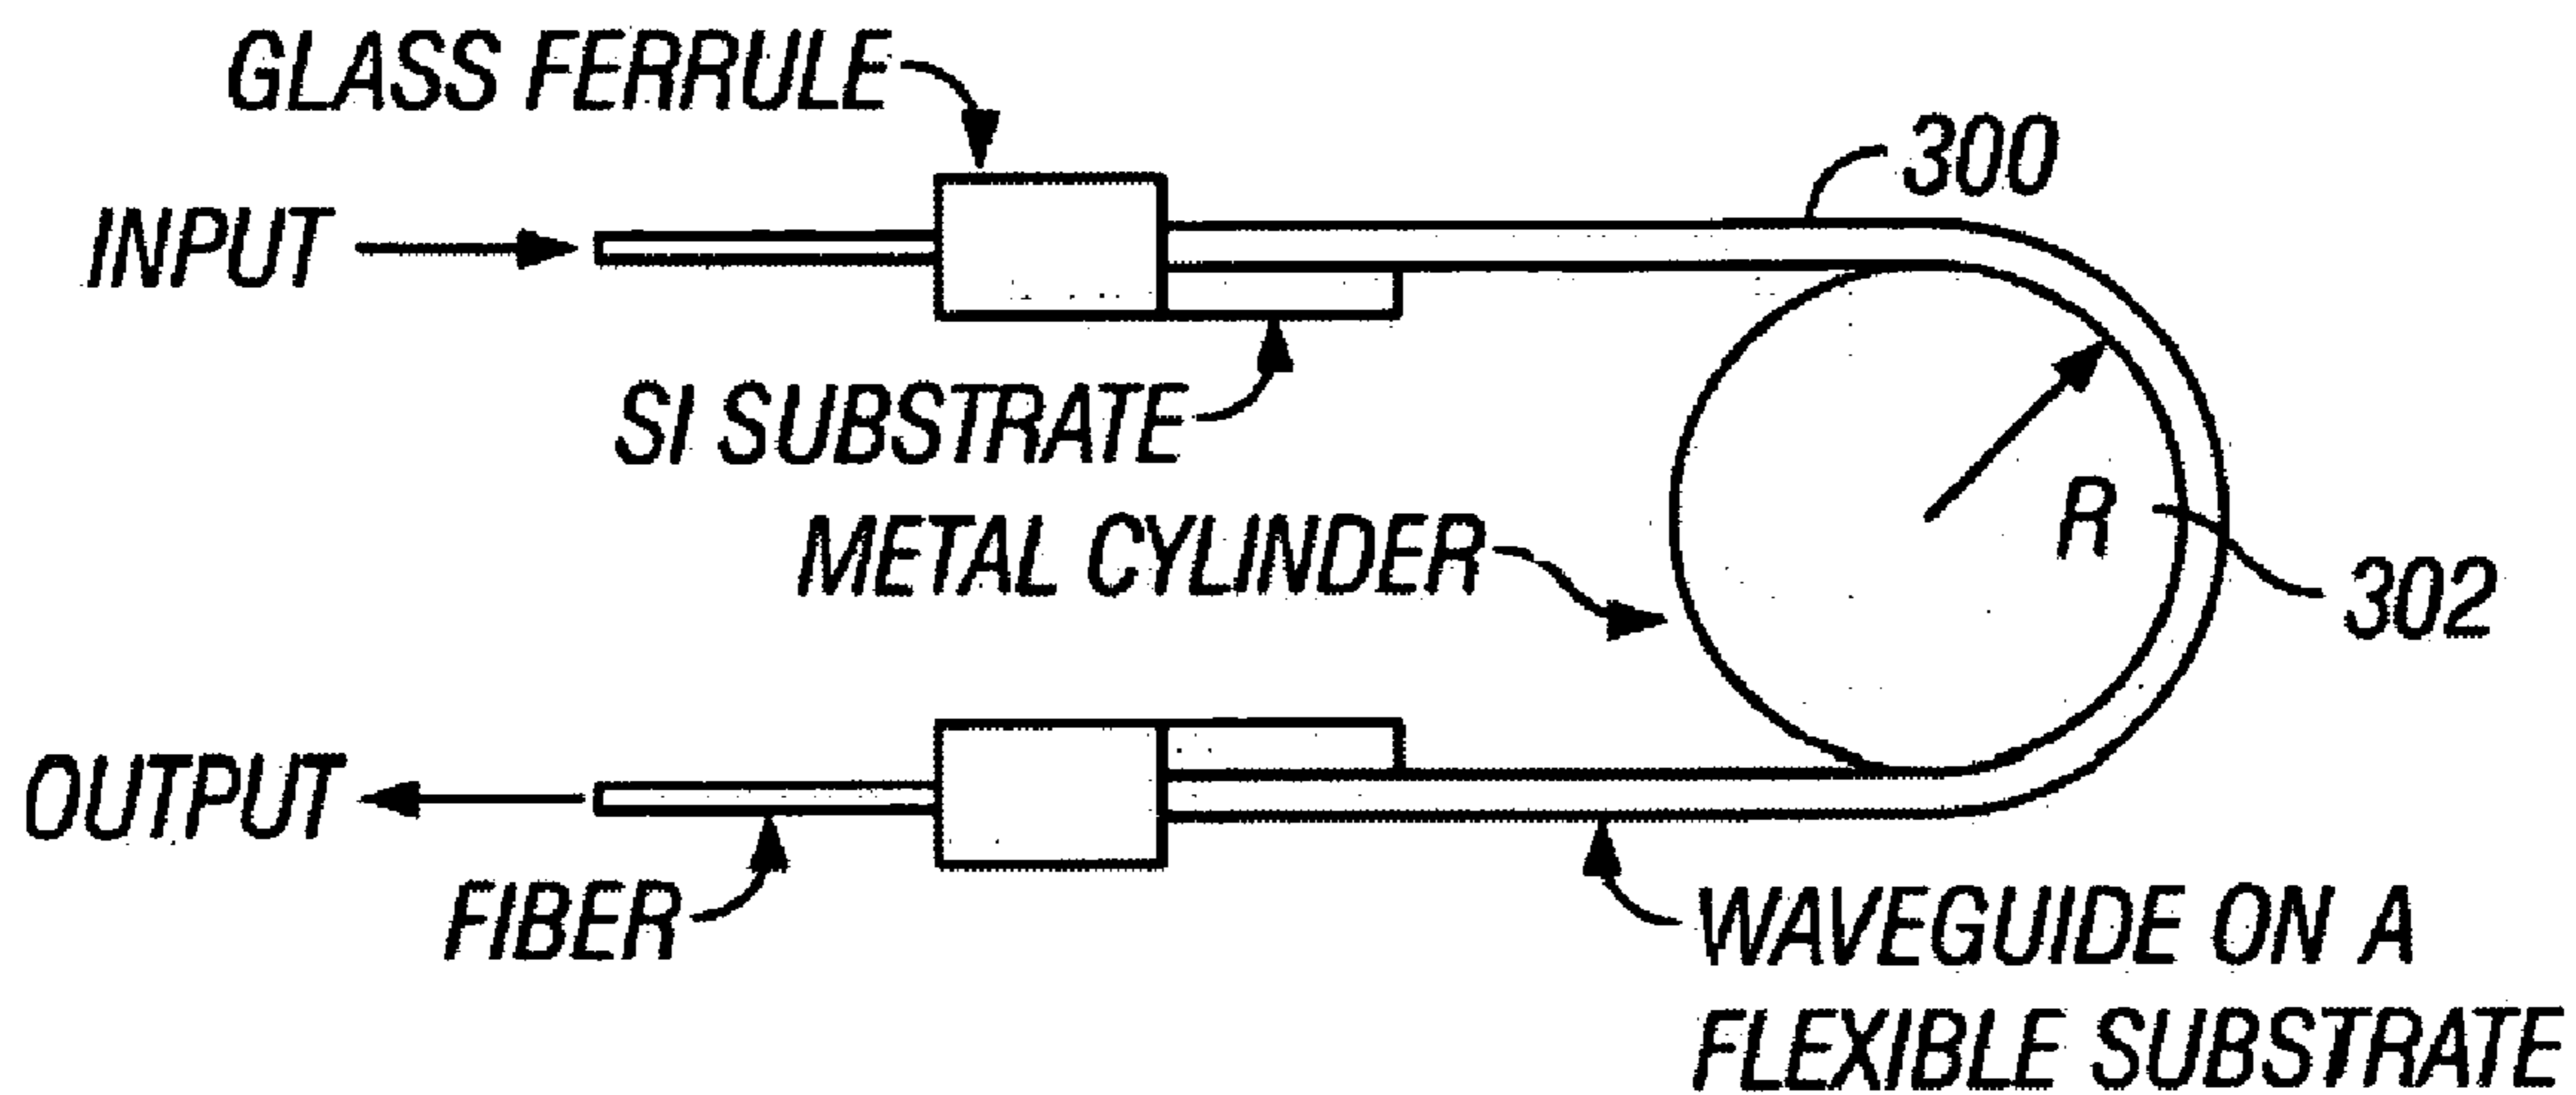 GLASS FERRULE
300
INPUT
SI SUBSTRATE
METAL CYLINDER
R
302
OUTPUT
FIBER
WAVEGUIDE ON A
FLEXIBLE SUBSTRATE